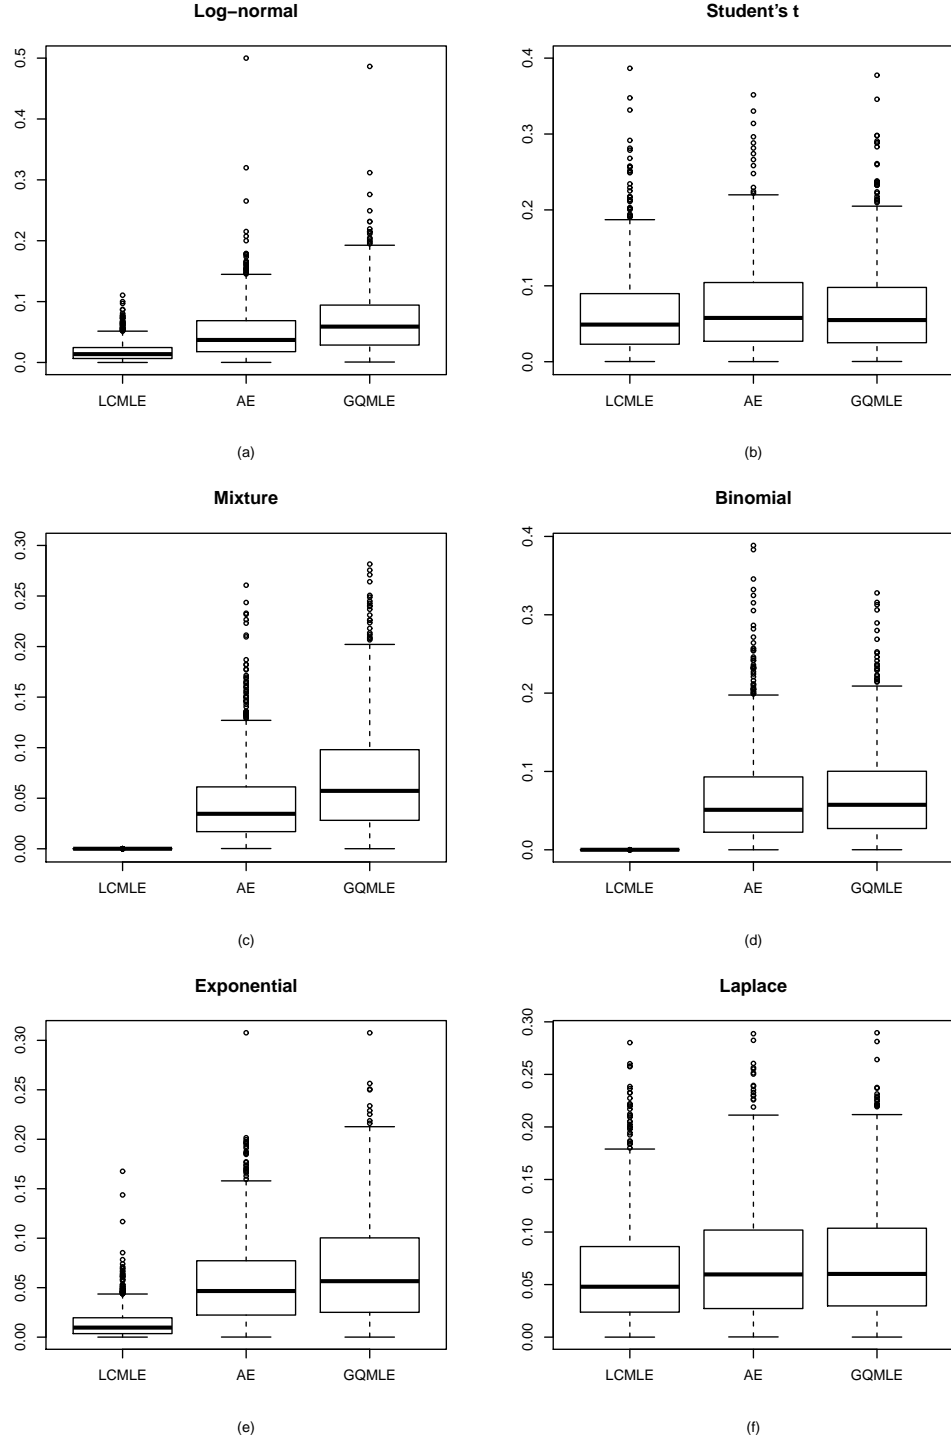 Log−normal
Student's t
0.0 0.1 0.2 0.3 0.4 0.5
0.0 0.1 0.2 0.3 0.4
LCMLE AE GQMLE
LCMLE AE GQMLE
(a)
(b)
Mixture
Binomial
0.00 0.05 0.10 0.15 0.20 0.25 0.30
0.0 0.1 0.2 0.3 0.4
LCMLE AE GQMLE
LCMLE AE GQMLE
(c)
(d)
Exponential
Laplace
0.00 0.05 0.10 0.15 0.20 0.25 0.30
0.00 0.05 0.10 0.15 0.20 0.25 0.30
LCMLE AE GQMLE
LCMLE AE GQMLE
(e)
(f)